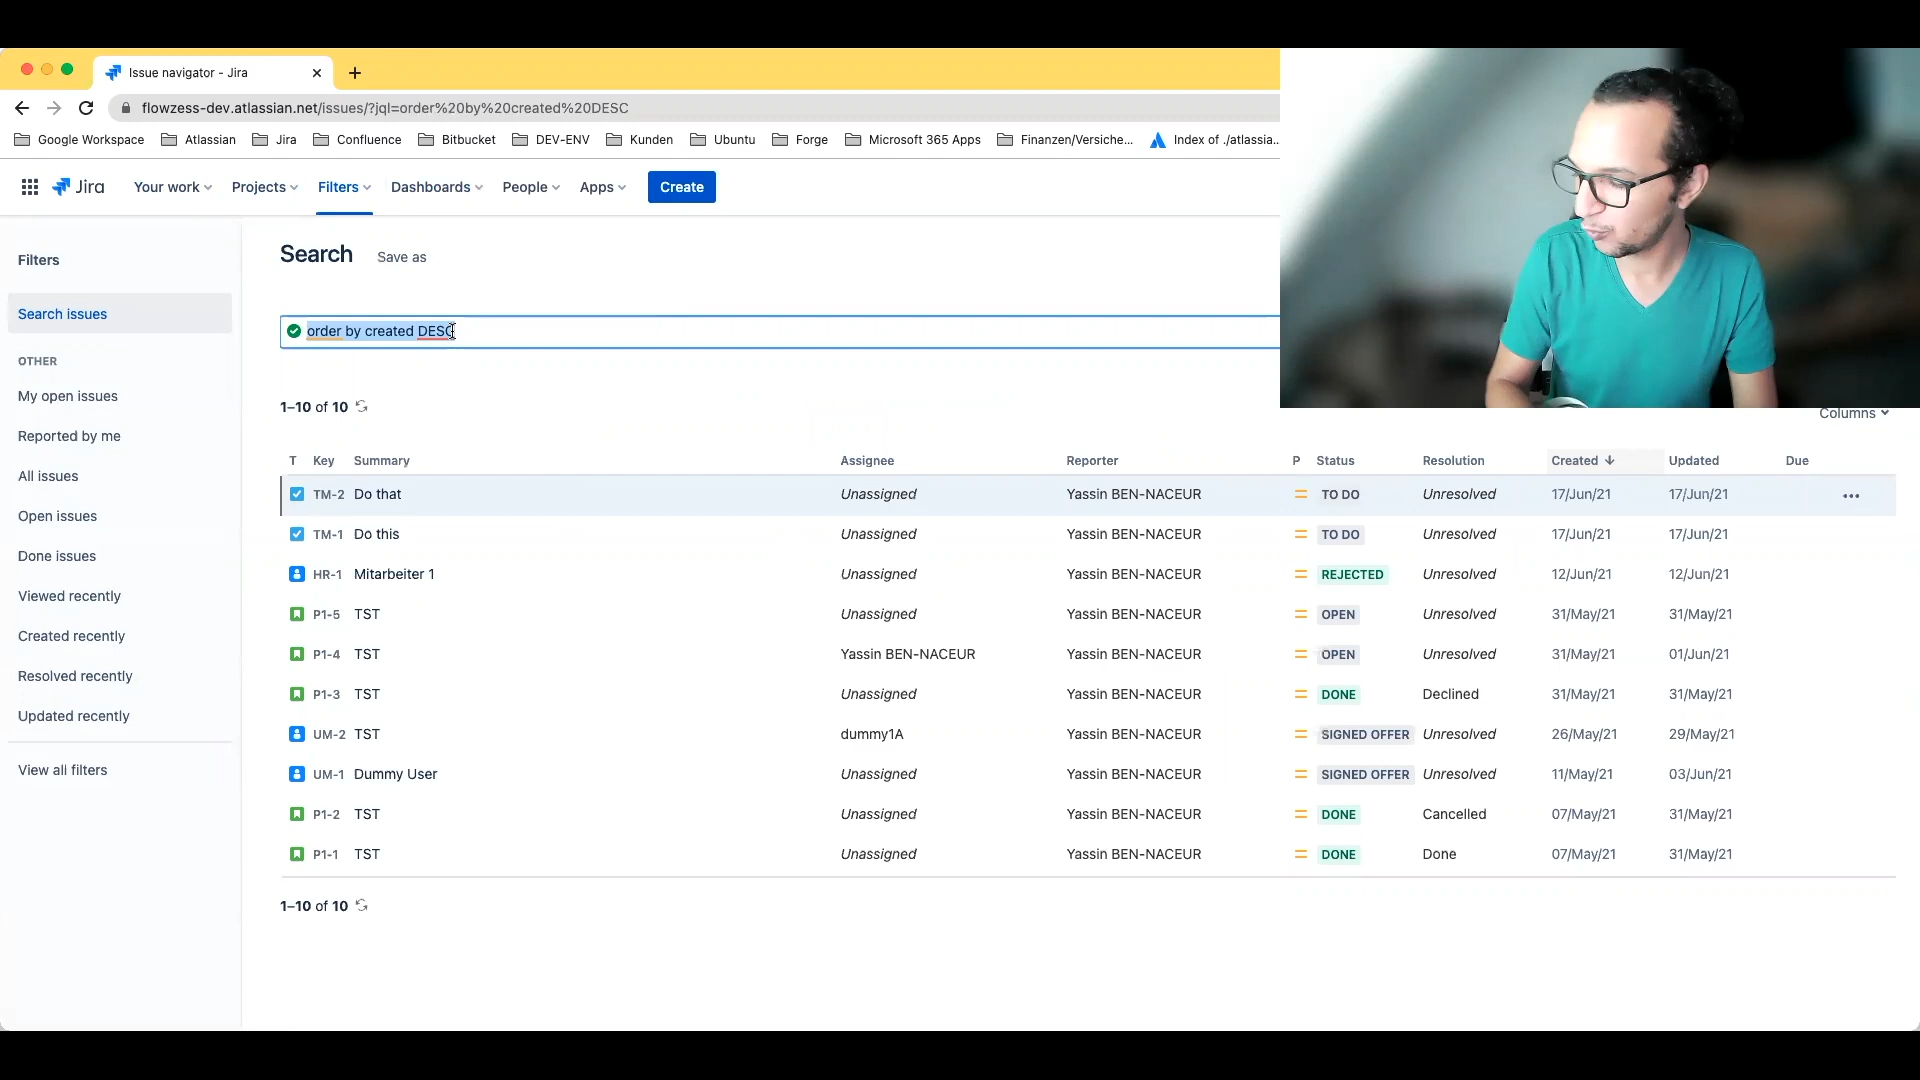 Issue navigator - Jira
flowzess-dev.atlassian.net/issues/?jql=order%20by%20created%20DESC
Google Workspace Atlassian Jira Confluence Bitbucket DEV-ENV Kunden Ubuntu Forge Microsoft 365 Apps Finanzen/Versiche... Index of ./atlassia...
Jira Your work Projects Filters Dashboards People Apps Create
Filters
Search issues
OTHER
My open issues
Reported by me
All issues
Open issues
Done issues
Viewed recently
Created recently
Resolved recently
Updated recently
View all filters
Search Save as
order by created DESC
1–10 of 10
Columns
T Key Summary Assignee Reporter P Status Resolution Created Updated Due
TM-2 Do that Unassigned Yassin BEN-NACEUR TO DO Unresolved 17/Jun/21 17/Jun/21
TM-1 Do this Unassigned Yassin BEN-NACEUR TO DO Unresolved 17/Jun/21 17/Jun/21
HR-1 Mitarbeiter 1 Unassigned Yassin BEN-NACEUR REJECTED Unresolved 12/Jun/21 12/Jun/21
P1-5 TST Unassigned Yassin BEN-NACEUR OPEN Unresolved 31/May/21 31/May/21
P1-4 TST Yassin BEN-NACEUR Yassin BEN-NACEUR OPEN Unresolved 31/May/21 01/Jun/21
P1-3 TST Unassigned Yassin BEN-NACEUR DONE Declined 31/May/21 31/May/21
UM-2 TST dummy1A Yassin BEN-NACEUR SIGNED OFFER Unresolved 26/May/21 29/May/21
UM-1 Dummy User Unassigned Yassin BEN-NACEUR SIGNED OFFER Unresolved 11/May/21 03/Jun/21
P1-2 TST Unassigned Yassin BEN-NACEUR DONE Cancelled 07/May/21 31/May/21
P1-1 TST Unassigned Yassin BEN-NACEUR DONE Done 07/May/21 31/May/21
1–10 of 10